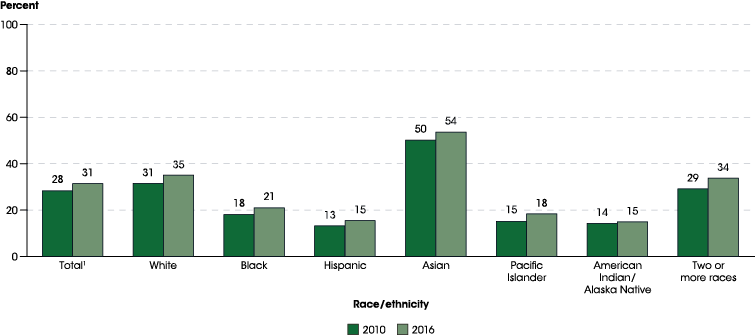 Percent
100
80
60
40
20
0
28 31 31 35 18 21 13 15 50 54 15 18 14 15 29 34
Total¹ White Black Hispanic Asian Pacific Islander American Indian/ Alaska Native Two or more races
Race/ethnicity
2010 2016